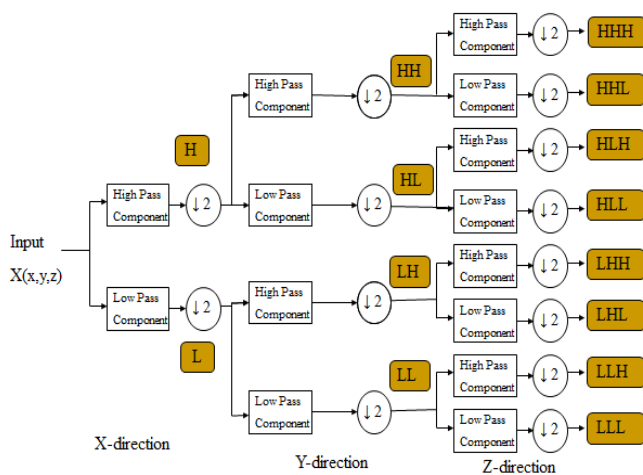 High Pass
Component
↓ 2
HHH
HH
High Pass
Component
↓ 2
Low Pass
Component
↓ 2
HHL
H
High Pass
Component
↓ 2
HLH
HL
High Pass
Component
↓ 2
Low Pass
Component
↓ 2
Low Pass
Component
↓ 2
HLL
Input
X(x,y,z)
LH
High Pass
Component
↓ 2
LHH
Low Pass
Component
↓ 2
High Pass
Component
↓ 2
Low Pass
Component
↓ 2
LHL
L
LL
High Pass
Component
↓ 2
LLH
Low Pass
Component
↓ 2
Low Pass
Component
↓ 2
LLL
X-direction
Y-direction
Z-direction